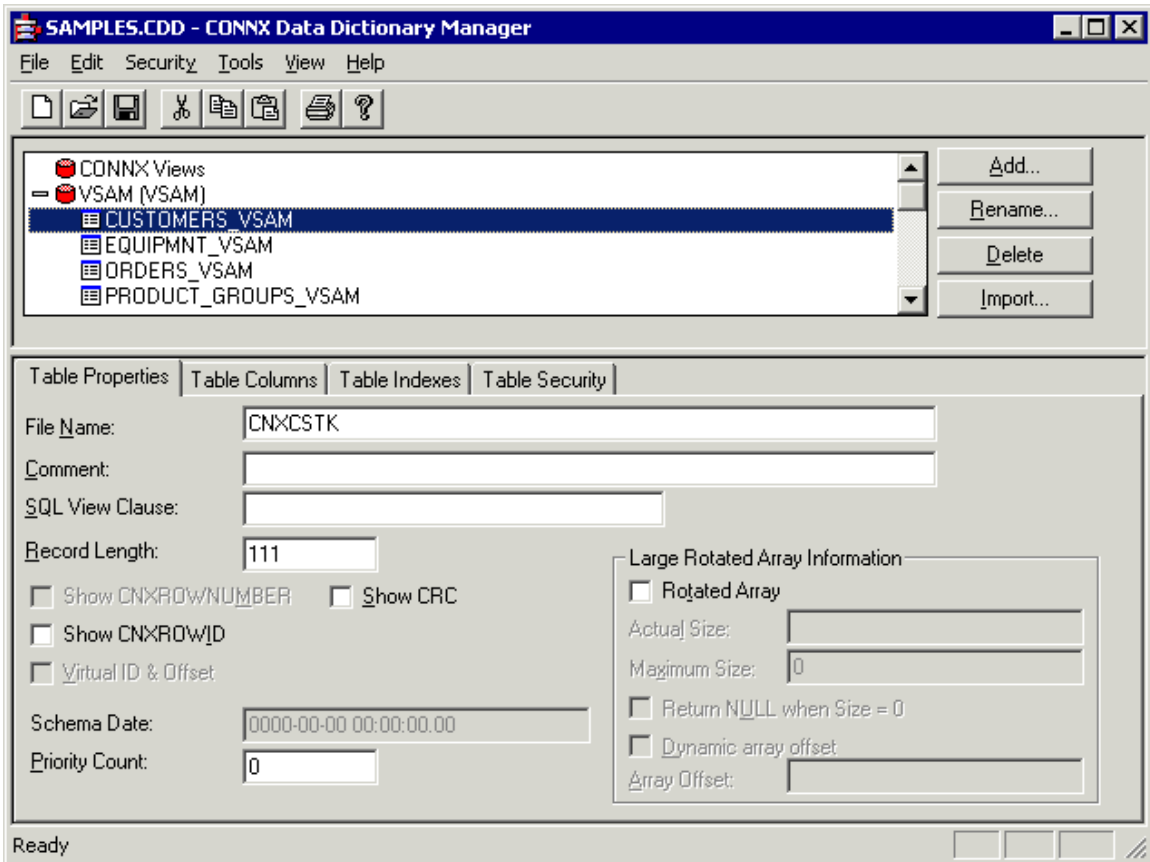 SAMPLES.CDD - CONNX Data Dictionary Manager
File Edit Security Tools View Help
CONNX Views
VSAM (VSAM)
CUSTOMERS_VSAM
EQUIPMNT_VSAM
ORDERS_VSAM
PRODUCT_GROUPS_VSAM
Add...
Rename...
Delete
Import...
Table Properties Table Columns Table Indexes Table Security
File Name: CNXCSTK
Comment:
SQL View Clause:
Record Length: 111
Show CNXROWNUMBER Show CRC
Show CNXROWID
Virtual ID & Offset
Schema Date: 0000-00-00 00:00:00.00
Priority Count: 0
Large Rotated Array Information
Rotated Array
Actual Size:
Maximum Size: 0
Return NULL when Size = 0
Dynamic array offset
Array Offset:
Ready